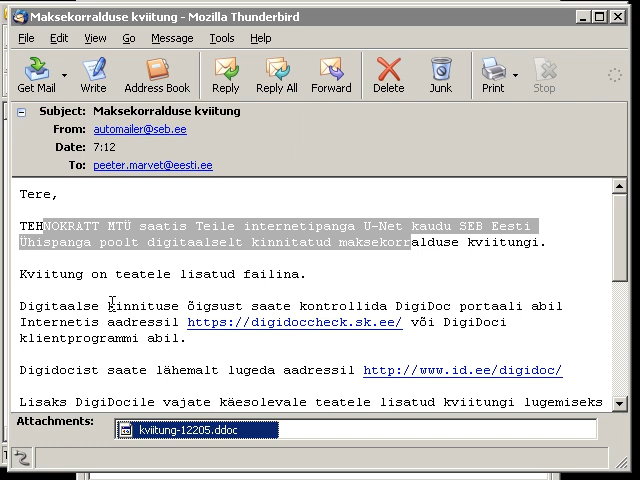 Maksekorralduse kviitung - Mozilla Thunderbird
File Edit View Go Message Tools Help
Get Mail Write Address Book Reply Reply All Forward Delete Junk Print Stop
Subject: Maksekorralduse kviitung
From: automailer@seb.ee
Date: 7:12
To: peeter.marvet@eesti.ee
Tere,
TEHNOKRATT MTÜ saatis Teile internetipanga U-Net kaudu SEB Eesti
Ühispanga poolt digitaalselt kinnitatud maksekorralduse kviitungi.
Kviitung on teatele lisatud failina.
Digitaalse kinnituse õigsust saate kontrollida DigiDoc portaali abil
Internetis aadressil https://digidoccheck.sk.ee/ või DigiDoci
klientprogrammi abil.
Digidocist saate lähemalt lugeda aadressil http://www.id.ee/digidoc/
Lisaks DigiDocile vajate käesolevale teatele lisatud kviitungi lugemiseks
Attachments: kviitung-12205.ddoc